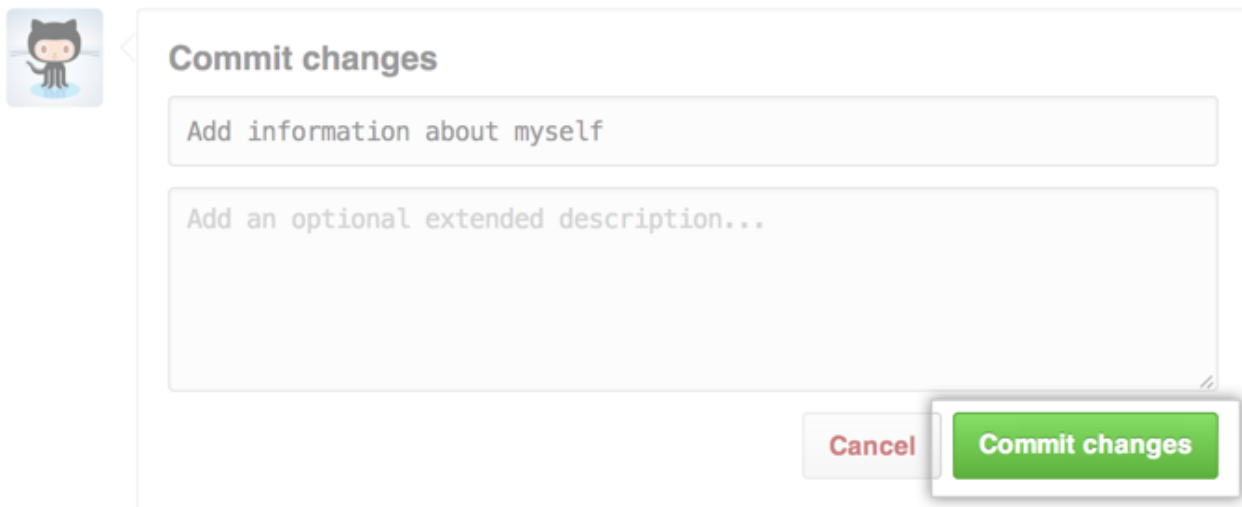 Commit changes
Add information about myself
Add an optional extended description...
Cancel
Commit changes